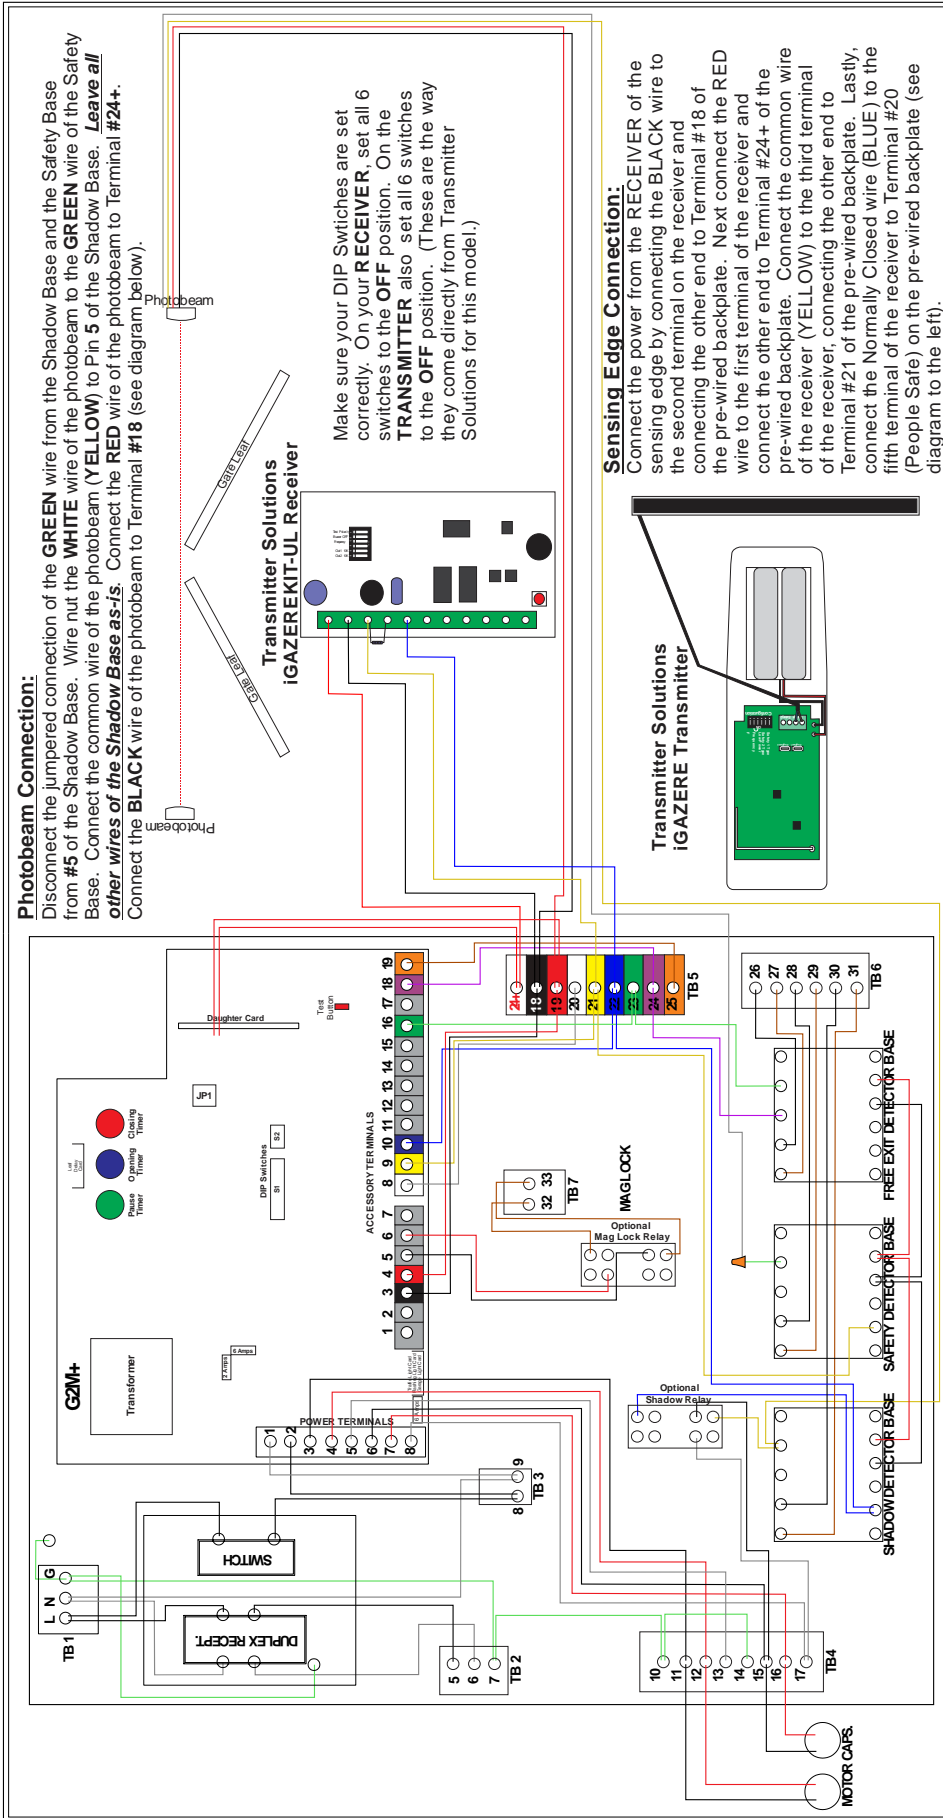 Photobeam Connection:
Disconnect the jumpered connection of the GREEN wire from the Shadow Base and the Safety Base
from #5 of the Shadow Base. Wire nut the WHITE wire of the photobeam to the GREEN wire of the Safety
Base. Connect the common wire of the photobeam (YELLOW) to Pin 5 of the Shadow Base. Leave all
other wires of the Shadow Base as-is. Connect the RED wire of the photobeam to Terminal #24+.
Connect the BLACK wire of the photobeam to Terminal #18 (see diagram below).
Photobeam
Photobeam
Gate Leaf
Gate Leaf
Transmitter Solutions
iGAZEREKIT-UL Receiver
Make sure your DIP Swtiches are set
correctly. On your RECEIVER, set all 6
switches to the OFF position. On the
TRANSMITTER also set all 6 switches
to the OFF position. (These are the way
they come directly from Transmitter
Solutions for this model.)
Sensing Edge Connection:
Connect the power from the RECEIVER of the
sensing edge by connecting the BLACK wire to
the second terminal on the receiver and
connecting the other end to Terminal #18 of
the pre-wired backplate. Next connect the RED
wire to the first terminal of the receiver and
connect the other end to Terminal #24+ of the
pre-wired backplate. Connect the common wire
of the receiver (YELLOW) to the third terminal
of the receiver, connecting the other end to
Terminal #21 of the pre-wired backplate. Lastly,
connect the Normally Closed wire (BLUE) to the
fifth terminal of the receiver to Terminal #20
(People Safe) on the pre-wired backplate (see
diagram to the left).
Transmitter Solutions
iGAZERE Transmitter
G2M+
Transformer
2 Amps
6 Amps
Pause
Timer
Opening
Timer
Closing
Timer
JP1
DIP Switches
S1
S2
Daughter Card
Test
Button
POWER TERMINALS
1 2 3 4 5 6 7 8
ACCESSORY TERMINALS
1 2 3 4 5 6 7 8 9 10 11 12 13 14 15 16 17 18 19
TB1
L N G
SWITCH
DUPLEX RECEPT.
TB2
5 6 7
TB3
8 9
TB4
10 11 12 13 14 15 16 17
MOTOR CAPS.
TB5
24+ 18 19 20 21 22 23 24 25
TB6
26 27 28 29 30 31
TB7
32 33
MAGLOCK
Optional
Mag Lock Relay
Optional
Shadow Relay
SHADOW DETECTOR BASE
SAFETY DETECTOR BASE
FREE EXIT DETECTOR BASE